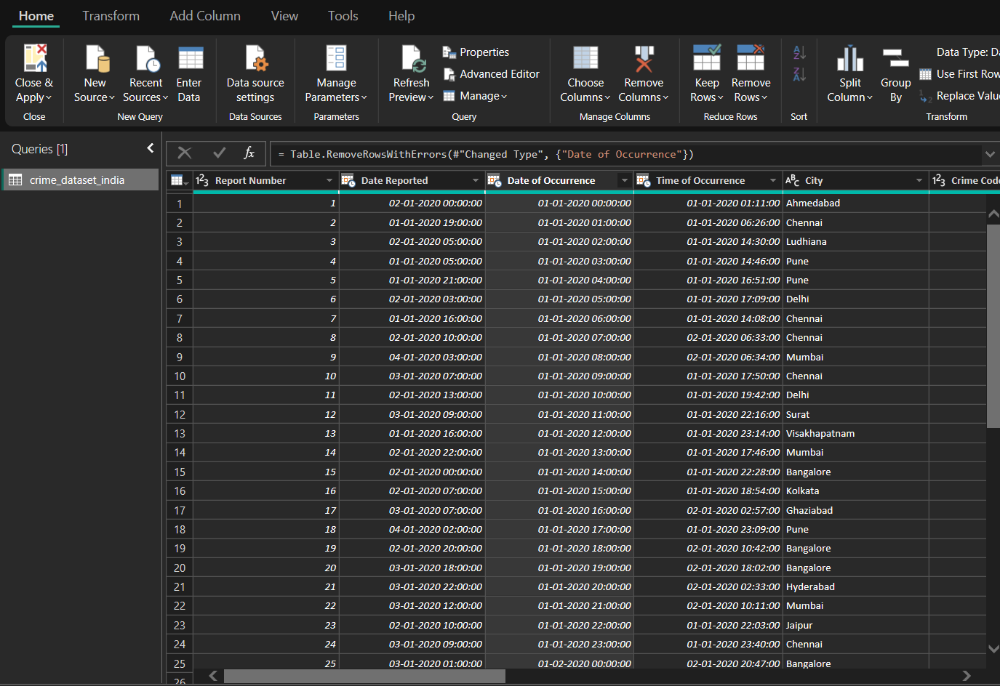 Home Transform Add Column View Tools Help
Close & Apply New Source Recent Sources Enter Data Data source settings Manage Parameters Refresh Preview Properties Advanced Editor Manage Choose Columns Remove Columns Keep Rows Remove Rows Split Column Group By Data Type: Da Use First Row Replace Valu
Close New Query Data Sources Parameters Query Manage Columns Reduce Rows Sort Transform
Queries [1]
crime_dataset_india
fx = Table.RemoveRowsWithErrors(#"Changed Type", {"Date of Occurrence"})
123 Report Number Date Reported Date of Occurrence Time of Occurrence ABC City 123 Crime Code
1 1 02-01-2020 00:00:00 01-01-2020 00:00:00 01-01-2020 01:11:00 Ahmedabad
2 2 01-01-2020 19:00:00 01-01-2020 01:00:00 01-01-2020 06:26:00 Chennai
3 3 02-01-2020 05:00:00 01-01-2020 02:00:00 01-01-2020 14:30:00 Ludhiana
4 4 01-01-2020 05:00:00 01-01-2020 03:00:00 01-01-2020 14:46:00 Pune
5 5 01-01-2020 21:00:00 01-01-2020 04:00:00 01-01-2020 16:51:00 Pune
6 6 02-01-2020 03:00:00 01-01-2020 05:00:00 01-01-2020 17:09:00 Delhi
7 7 01-01-2020 16:00:00 01-01-2020 06:00:00 01-01-2020 14:08:00 Chennai
8 8 02-01-2020 10:00:00 01-01-2020 07:00:00 02-01-2020 06:33:00 Chennai
9 9 04-01-2020 03:00:00 01-01-2020 08:00:00 02-01-2020 06:34:00 Mumbai
10 10 03-01-2020 07:00:00 01-01-2020 09:00:00 01-01-2020 17:50:00 Chennai
11 11 02-01-2020 13:00:00 01-01-2020 10:00:00 01-01-2020 19:42:00 Delhi
12 12 03-01-2020 09:00:00 01-01-2020 11:00:00 01-01-2020 22:16:00 Surat
13 13 01-01-2020 16:00:00 01-01-2020 12:00:00 01-01-2020 23:14:00 Visakhapatnam
14 14 02-01-2020 22:00:00 01-01-2020 13:00:00 01-01-2020 17:46:00 Mumbai
15 15 02-01-2020 00:00:00 01-01-2020 14:00:00 01-01-2020 22:28:00 Bangalore
16 16 02-01-2020 07:00:00 01-01-2020 15:00:00 01-01-2020 18:54:00 Kolkata
17 17 03-01-2020 07:00:00 01-01-2020 16:00:00 02-01-2020 02:57:00 Ghaziabad
18 18 04-01-2020 02:00:00 01-01-2020 17:00:00 01-01-2020 23:09:00 Pune
19 19 02-01-2020 20:00:00 01-01-2020 18:00:00 02-01-2020 10:42:00 Bangalore
20 20 03-01-2020 18:00:00 01-01-2020 19:00:00 02-01-2020 18:02:00 Bangalore
21 21 03-01-2020 22:00:00 01-01-2020 20:00:00 02-01-2020 02:33:00 Hyderabad
22 22 03-01-2020 12:00:00 01-01-2020 21:00:00 02-01-2020 10:11:00 Mumbai
23 23 02-01-2020 10:00:00 01-01-2020 22:00:00 01-01-2020 22:03:00 Jaipur
24 24 03-01-2020 09:00:00 01-01-2020 23:00:00 01-01-2020 23:40:00 Chennai
25 25 03-01-2020 01:00:00 01-02-2020 00:00:00 02-01-2020 20:47:00 Bangalore
26